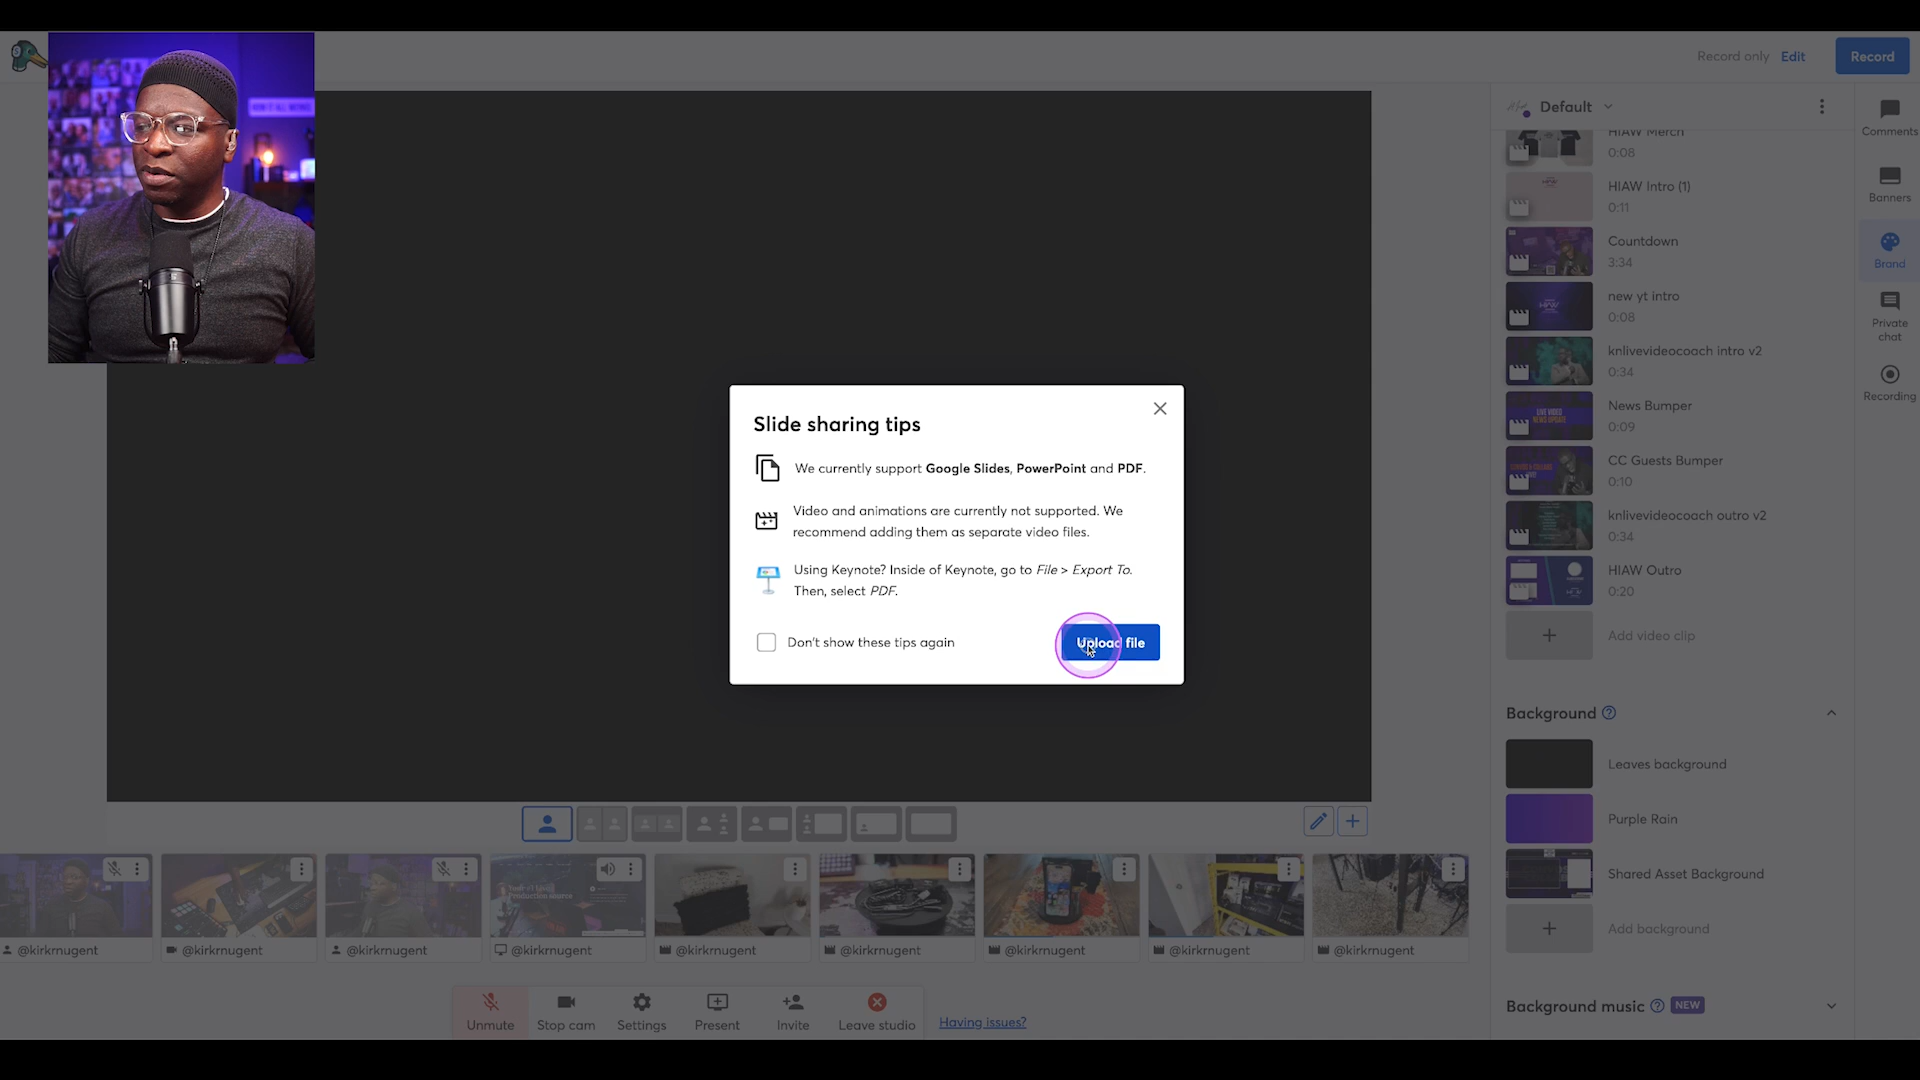 Record only Edit Record
Default
HIAW Merch
0:08
HIAW Intro (1)
0:11
Countdown
3:34
new yt intro
0:08
knlivevideocoach intro v2
0:34
News Bumper
0:09
CC Guests Bumper
0:10
knlivevideocoach outro v2
0:34
HIAW Outro
0:20
Add video clip
Background
Leaves background
Purple Rain
Shared Asset Background
Add background
Background music NEW
Comments
Banners
Brand
Private
chat
Recording
HOW IT ALL WORKS
Slide sharing tips
We currently support Google Slides, PowerPoint and PDF.
Video and animations are currently not supported. We
recommend adding them as separate video files.
Using Keynote? Inside of Keynote, go to File > Export To.
Then, select PDF.
Don't show these tips again
Upload file
@kirkrnugent
@kirkrnugent
@kirkrnugent
@kirkrnugent
@kirkrnugent
@kirkrnugent
@kirkrnugent
@kirkrnugent
@kirkrnugent
Unmute
Stop cam
Settings
Present
Invite
Leave studio
Having issues?